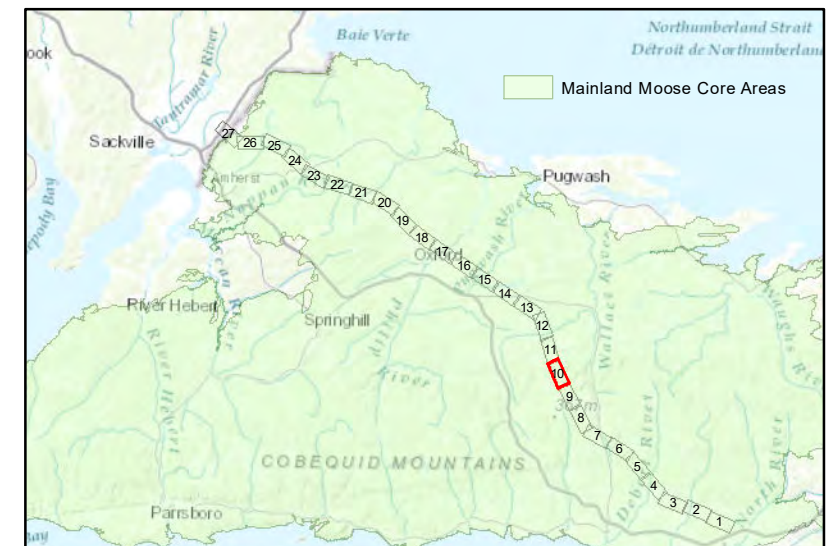 Baie Verte
Northumberland Strait
Détroit de Northumberlan
ook
Tantramar River
Mainland Moose Core Areas
Sackville
27
26
25
24
23
22
21
20
19
18
17
16
15
14
13
12
11
10
9
8
7
6
5
4
3
2
1
Amherst
Nappan
Pugwash
Pugwash River
Oxford
Wallace River
River Hebert
Springhill
Philip
River
River Hebert
COBEQUID MOUNTAINS
North River
Parrsboro